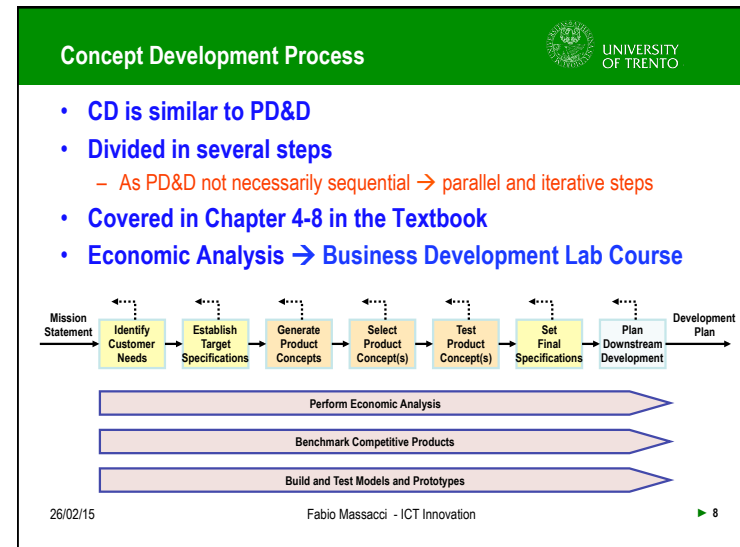 Concept Development Process
UNIVERSITY
OF TRENTO
• CD is similar to PD&D
• Divided in several steps
– As PD&D not necessarily sequential → parallel and iterative steps
• Covered in Chapter 4-8 in the Textbook
• Economic Analysis → Business Development Lab Course
Mission
Statement
Identify
Customer
Needs
Establish
Target
Specifications
Generate
Product
Concepts
Select
Product
Concept(s)
Test
Product
Concept(s)
Set
Final
Specifications
Plan
Downstream
Development
Development
Plan
Perform Economic Analysis
Benchmark Competitive Products
Build and Test Models and Prototypes
26/02/15
Fabio Massacci - ICT Innovation
► 8